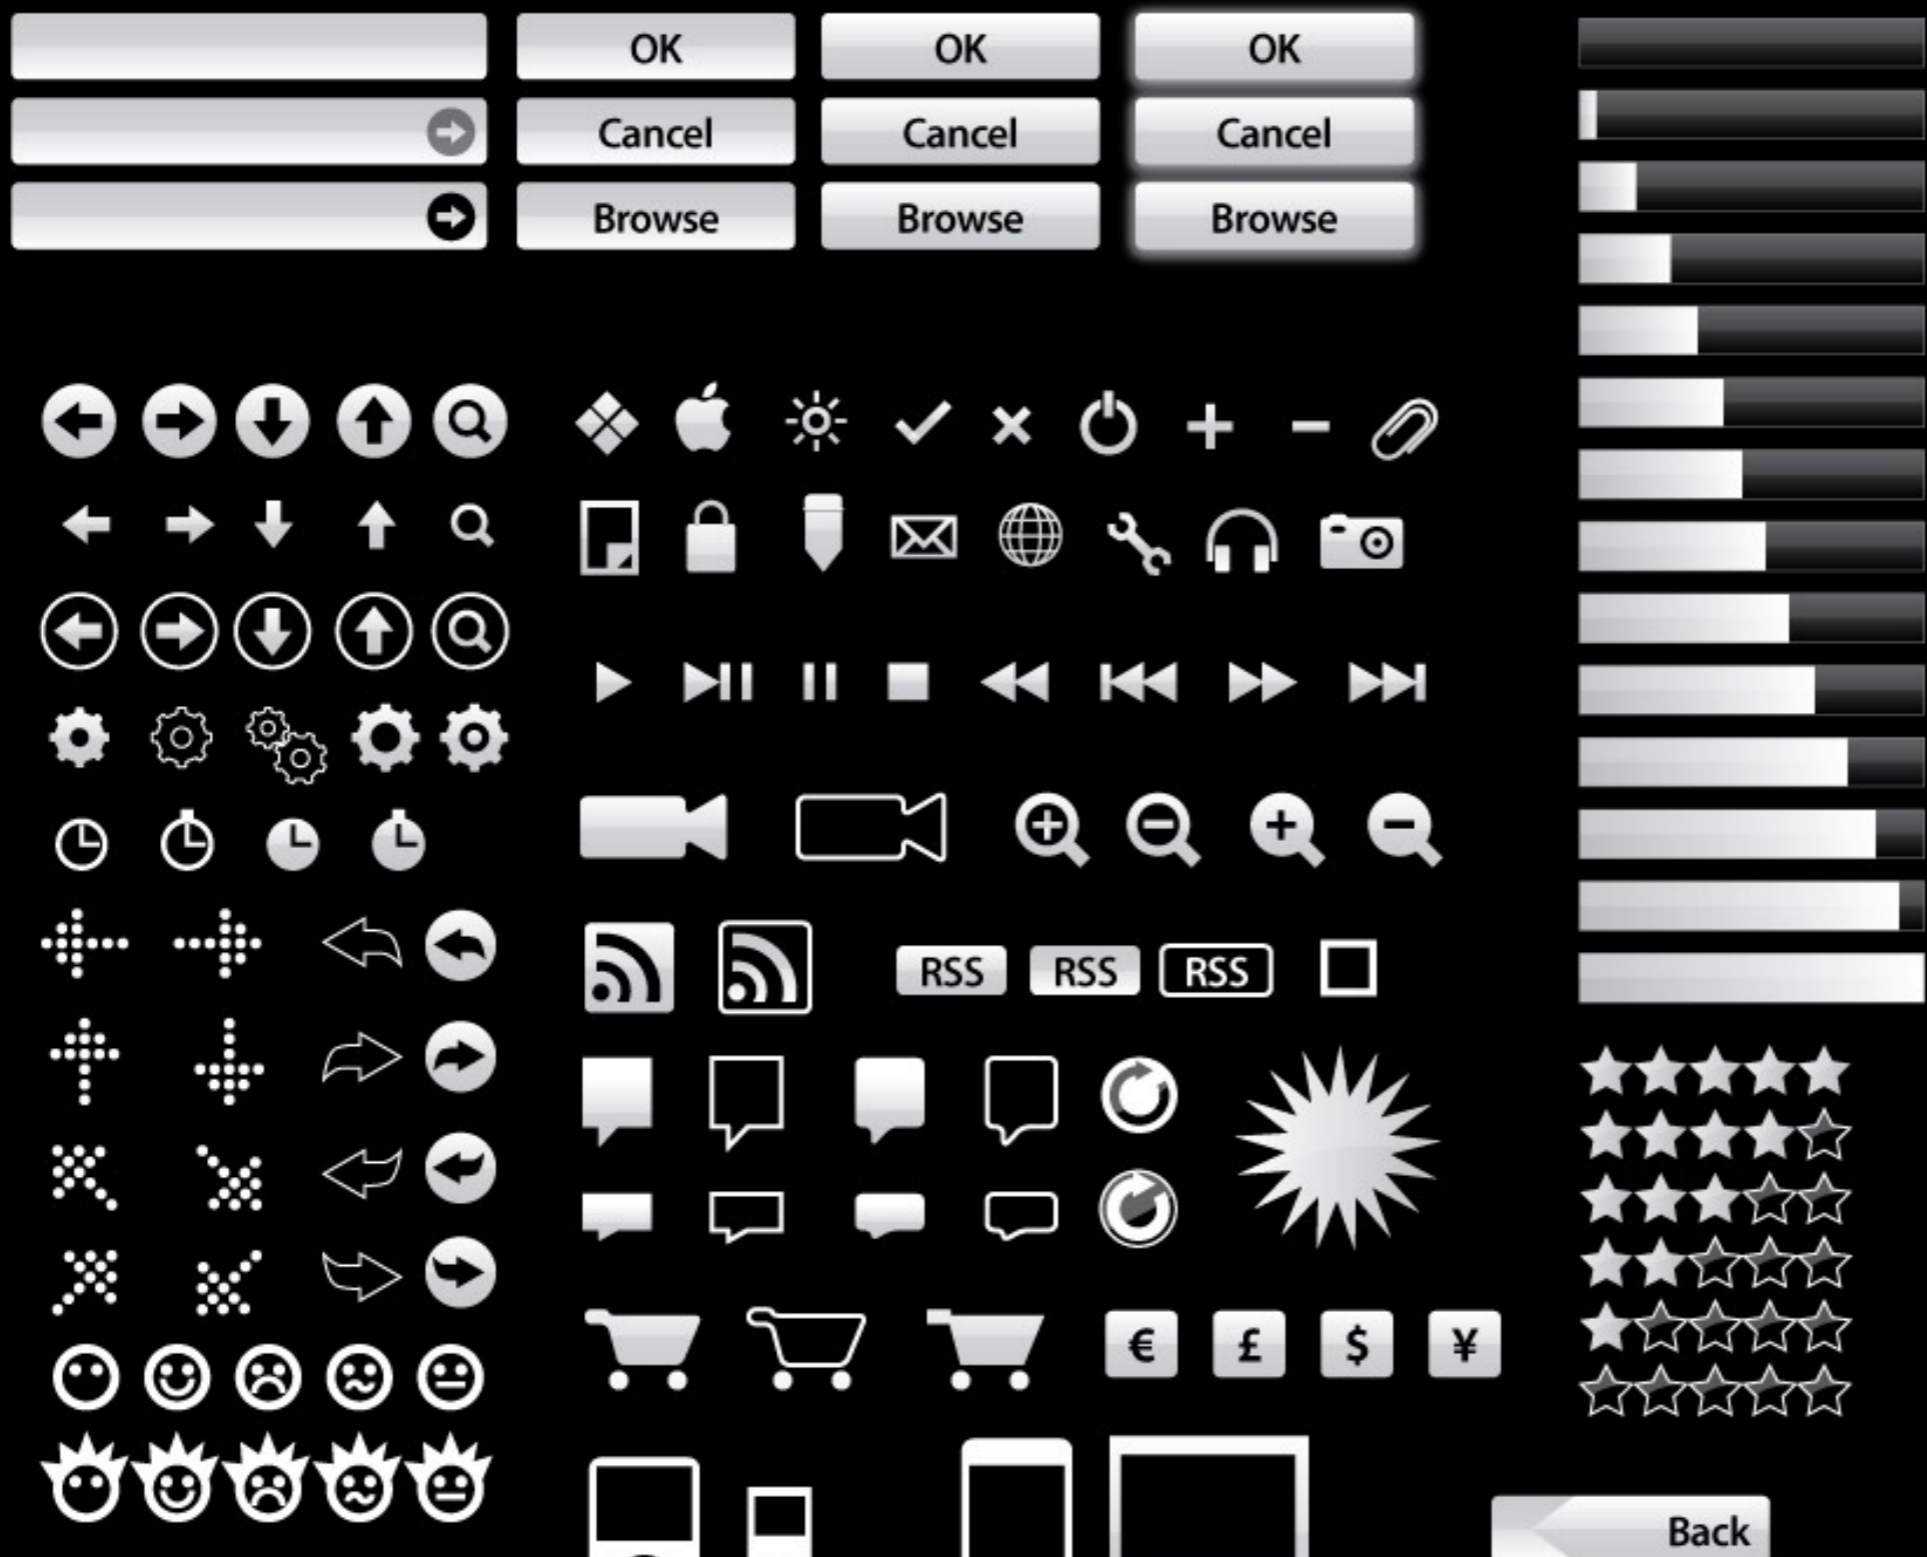 OK OK OK
Cancel Cancel Cancel
Browse Browse Browse
RSS RSS RSS
€ £ $ ¥
Back